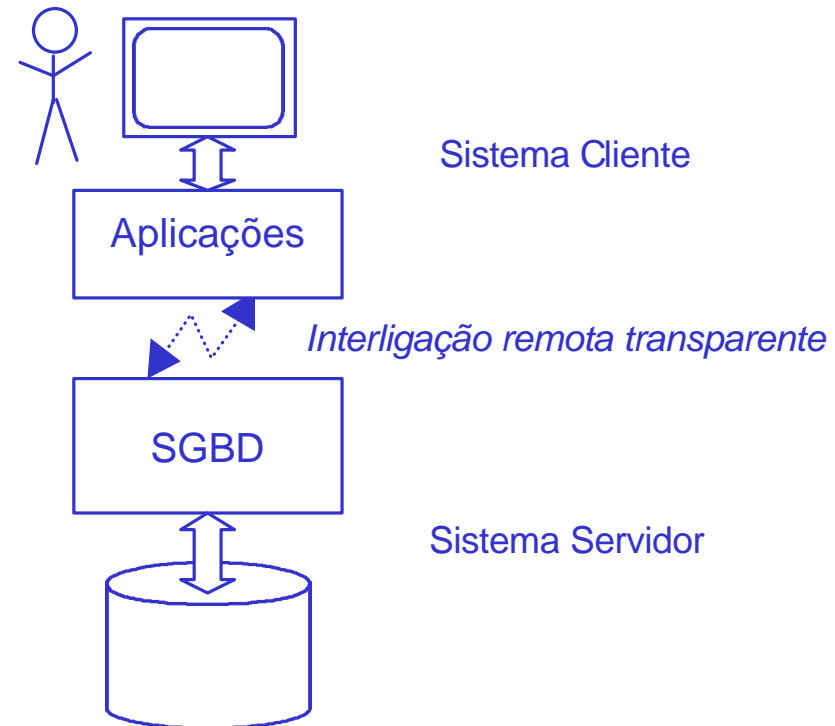 Sistema Cliente
Aplicações
Interligação remota transparente
SGBD
Sistema Servidor